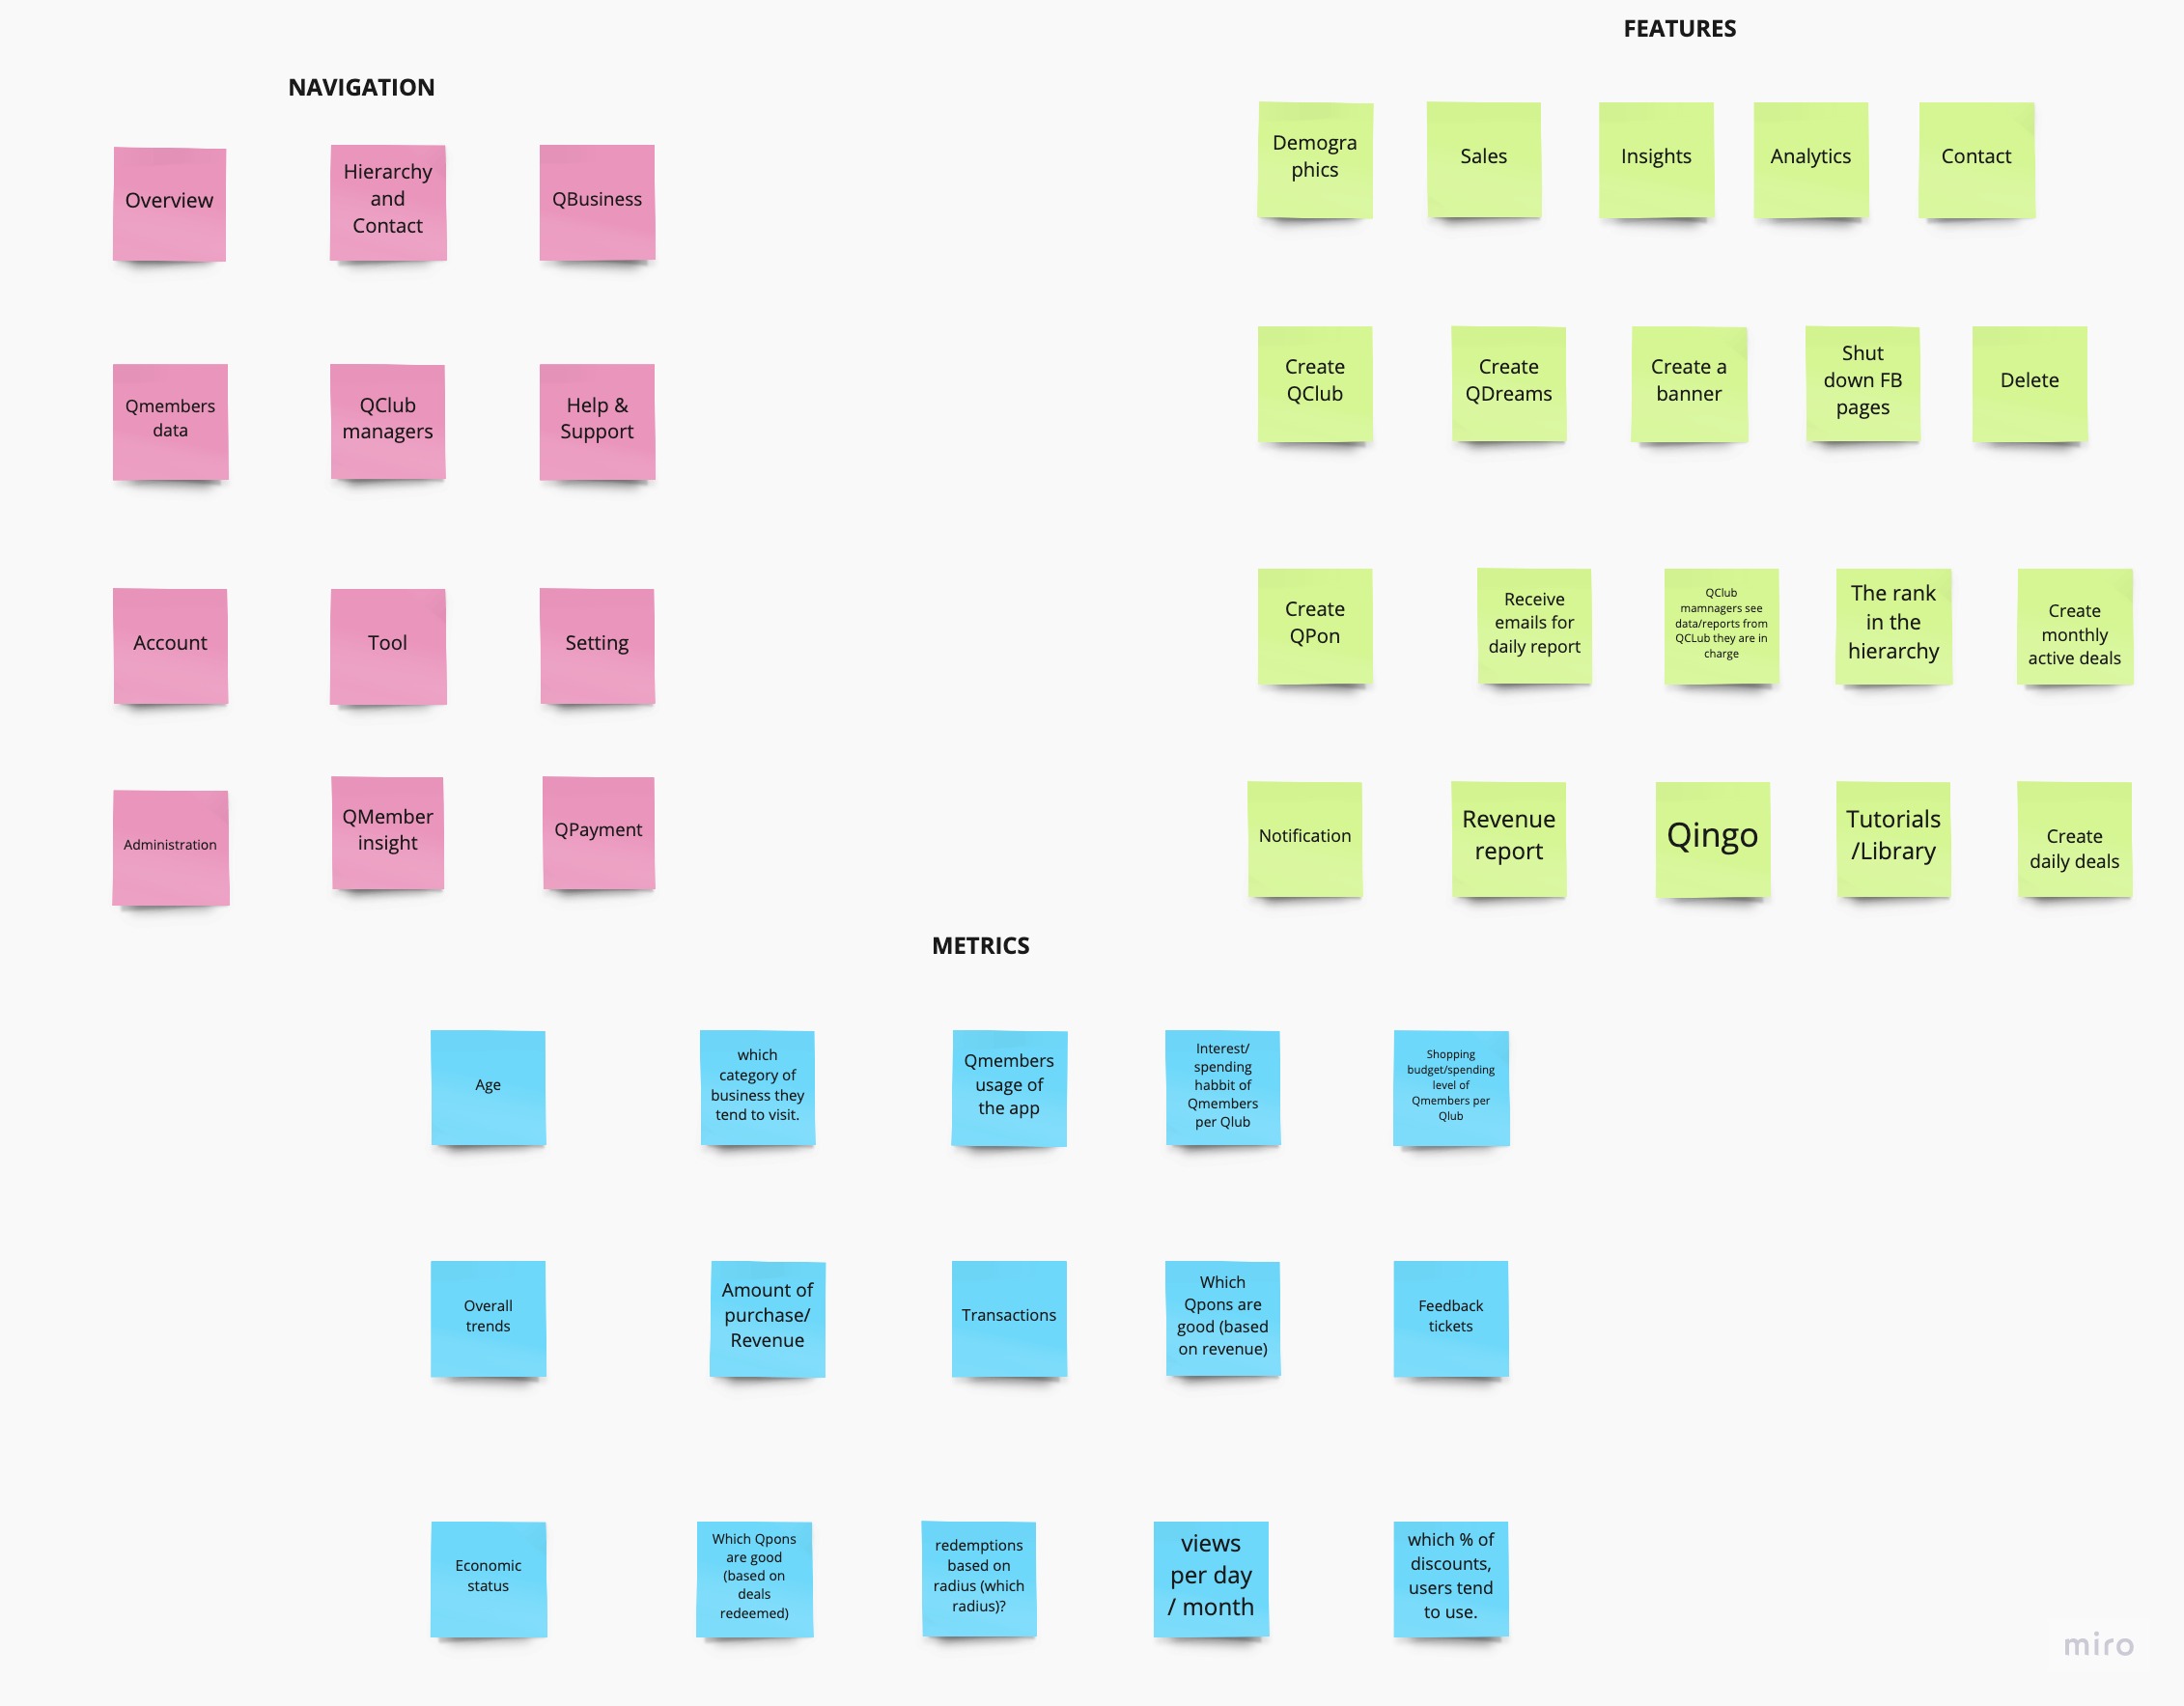 NAVIGATION
Overview
Hierarchy
and
Contact
QBusiness
Qmembers
data
QClub
managers
Help &
Support
Account
Tool
Setting
Administration
QMember
insight
QPayment
FEATURES
Demogra
phics
Sales
Insights
Analytics
Contact
Create
QClub
Create
QDreams
Create a
banner
Shut
down FB
pages
Delete
Create
QPon
Receive
emails for
daily report
QClub
mamnagers see
data/reports from
QCLub they are in
charge
The rank
in the
hierarchy
Create
monthly
active deals
Notification
Revenue
report
Qingo
Tutorials
/Library
Create
daily deals
METRICS
Age
which
category of
business they
tend to visit.
Qmembers
usage of
the app
Interest/
spending
habbit of
Qmembers
per Qlub
Shopping
budget/spending
level of
Qmembers per
Qlub
Overall
trends
Amount of
purchase/
Revenue
Transactions
Which
Qpons are
good (based
on revenue)
Feedback
tickets
Economic
status
Which Qpons
are good
(based on
deals
redeemed)
redemptions
based on
radius (which
radius)?
views
per day
/ month
which % of
discounts,
users tend
to use.
miro